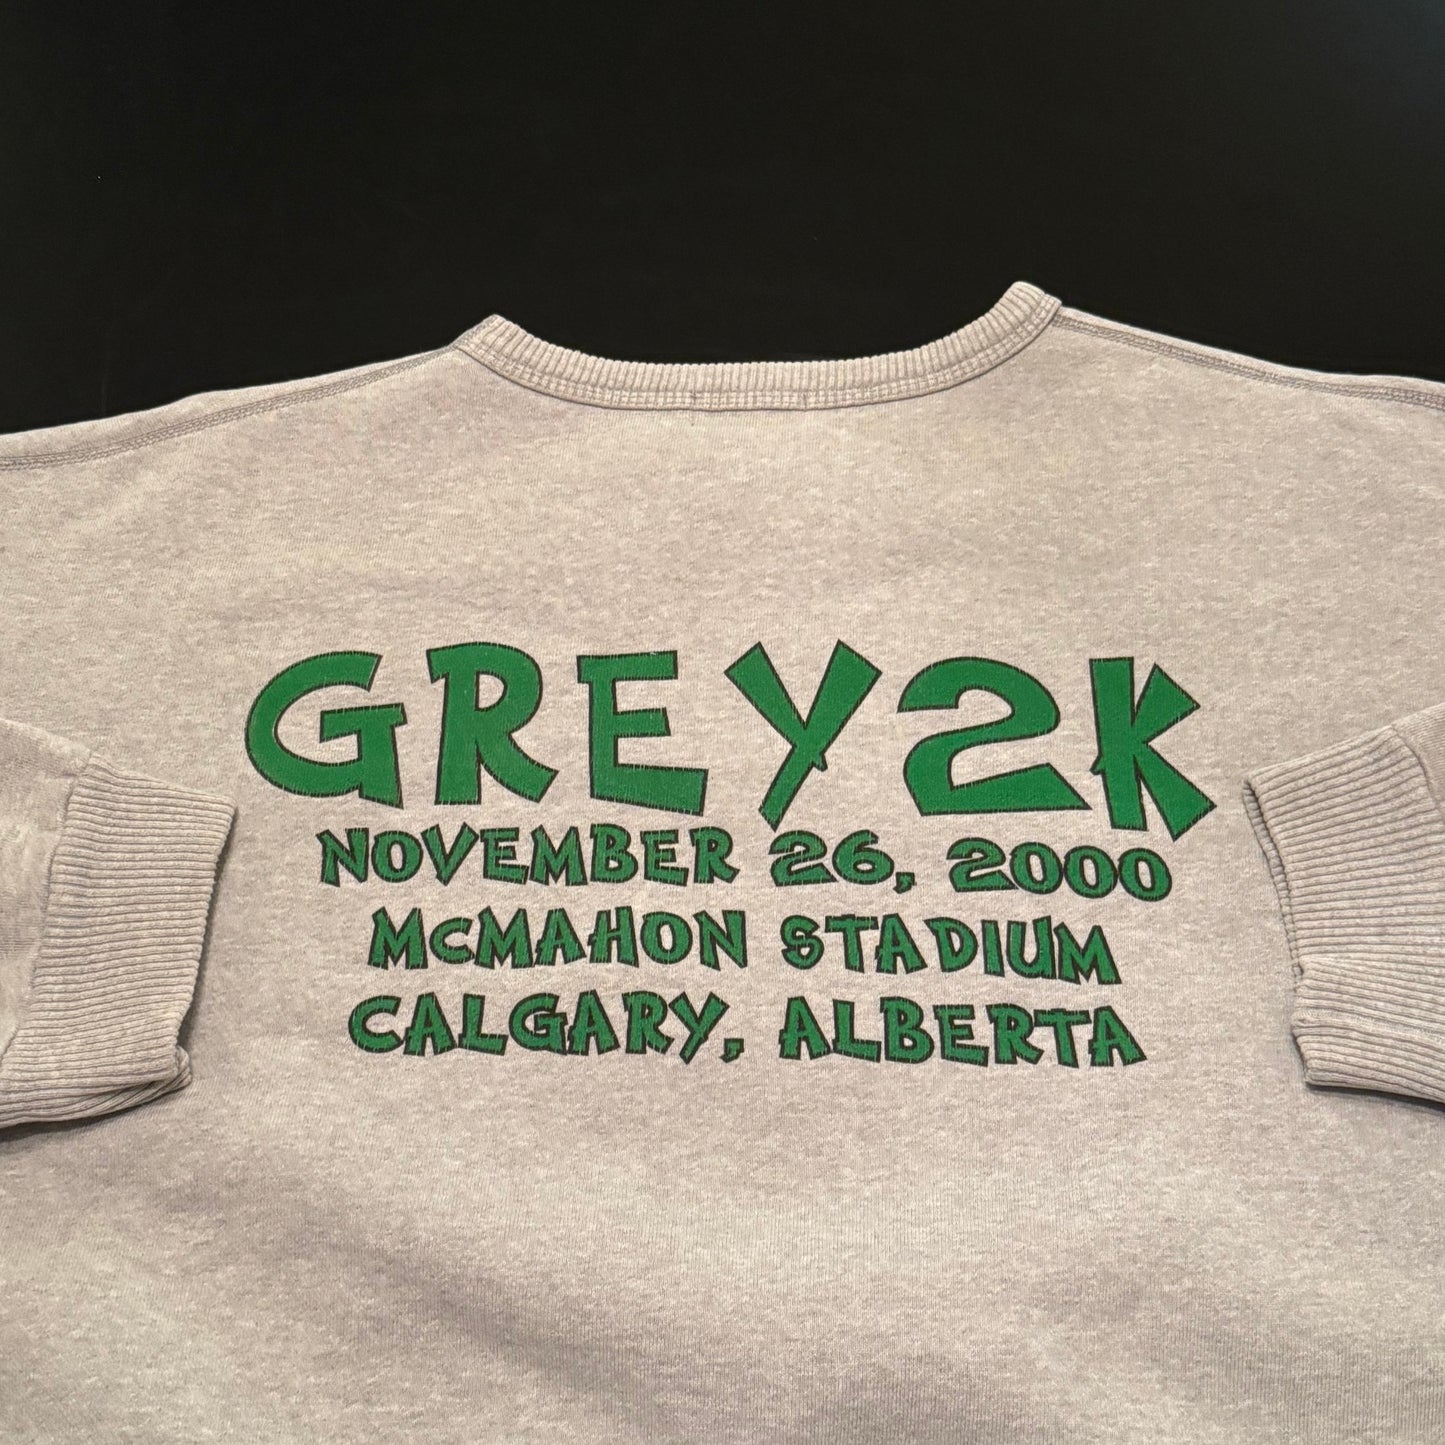 GREY2K
NOVEMBER 26, 2000
McMAHON STADIUM
CALGARY, ALBERTA